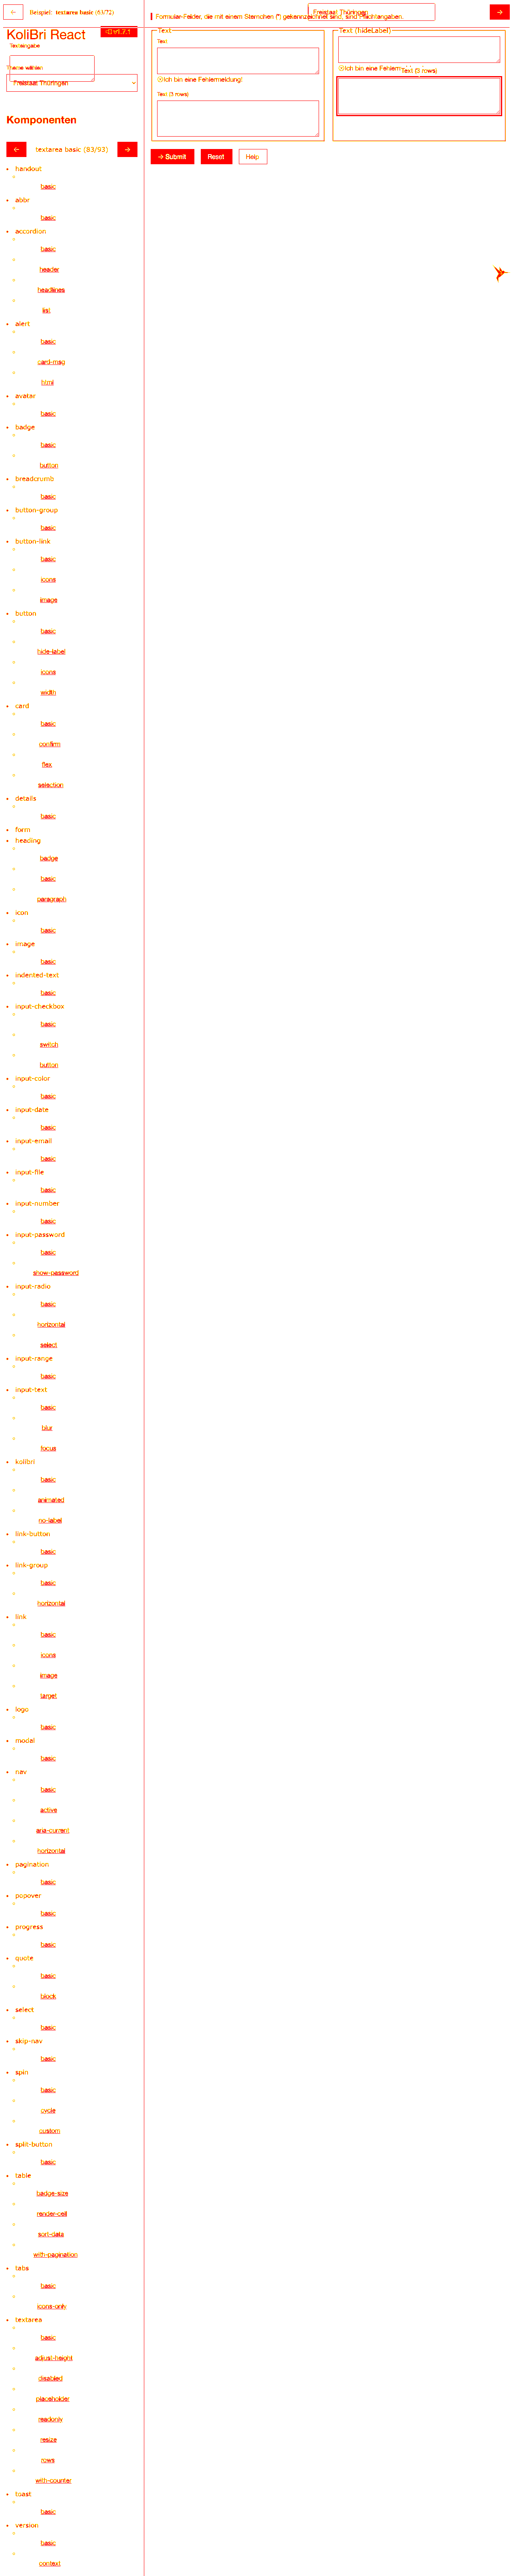 ← Beispiel: textarea basic (63/72)
KoliBri React v1.7.1
Textangabe
Theme wählen
Freistaat Thüringen
Komponenten
← textarea basic (83/93) →
handout
basic
abbr
basic
accordion
basic
header
headlines
list
alert
basic
card-msg
html
avatar
basic
badge
basic
button
breadcrumb
basic
button-group
basic
button-link
basic
icons
image
button
basic
hide-label
icons
width
card
basic
confirm
flex
selection
details
basic
form
heading
badge
basic
paragraph
icon
basic
image
basic
indented-text
basic
input-checkbox
basic
switch
button
input-color
basic
input-date
basic
input-email
basic
input-file
basic
input-number
basic
input-password
basic
show-password
input-radio
basic
horizontal
select
input-range
basic
input-text
basic
blur
focus
kolibri
basic
animated
no-label
link-button
basic
link-group
basic
horizontal
link
basic
icons
image
target
logo
basic
modal
basic
nav
basic
active
aria-current
horizontal
pagination
basic
popover
basic
progress
basic
quote
basic
block
select
basic
skip-nav
basic
spin
basic
cycle
custom
split-button
basic
table
badge-size
render-cell
sort-data
with-pagination
tabs
basic
icons-only
textarea
basic
adjust-height
disabled
placeholder
readonly
resize
rows
with-counter
toast
basic
version
basic
context
Freistaat Thüringen
→
Formular-Felder, die mit einem Sternchen (*) gekennzeichnet sind, sind Pflichtangaben.
Text
Text
Ich bin eine Fehlermeldung!
Text (3 rows)
Text (hideLabel)
Ich bin eine Fehlerm
Text (3 rows)
→ Submit Reset Help